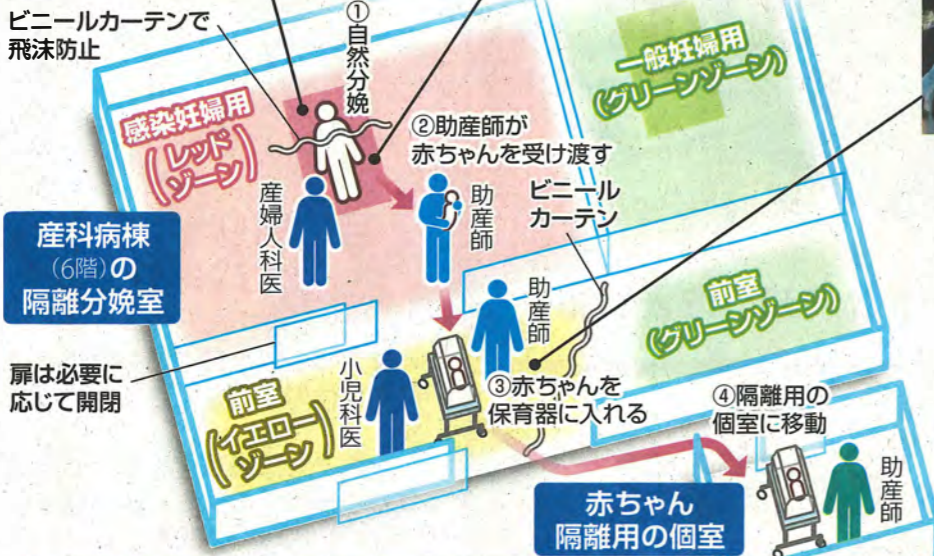 ビニールカーテンで
飛沫防止
①自然分娩
一般妊婦用
(グリーンゾーン)
感染妊婦用
(レッド
ゾーン)
②助産師が
赤ちゃんを受け渡す
産婦人科医
助産師
ビニール
カーテン
産科病棟
(6階)の
隔離分娩室
助産師
前室
(グリーンゾーン)
扉は必要に
応じて開閉
前室
(イエロー
ゾーン)
小児科医
③赤ちゃんを
保育器に入れる
④隔離用の
個室に移動
助産師
赤ちゃん
隔離用の個室